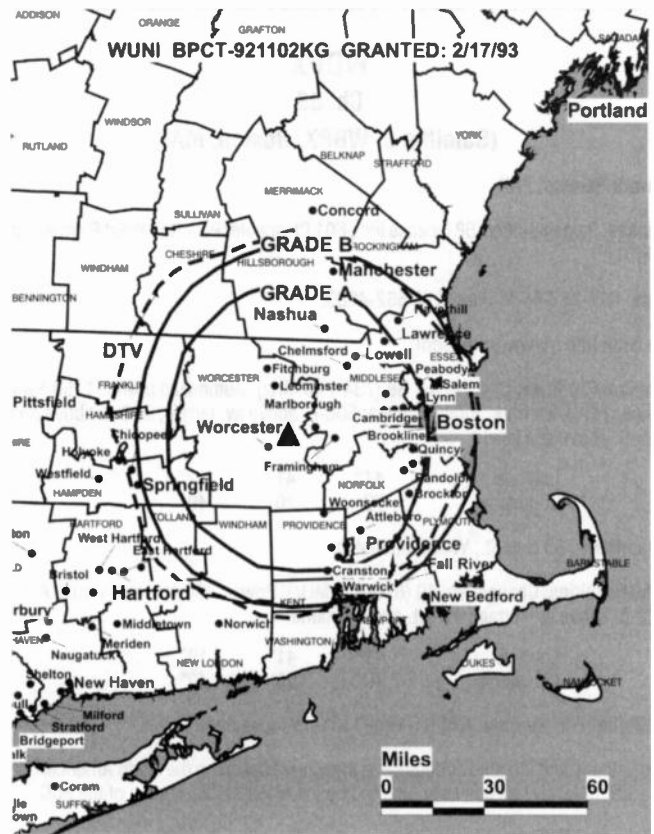 ADDISON
ORANGE
GRAFTON
WUNI BPCT-921102KG GRANTED: 2/17/93
Portland
WINDSOR
RUTLAND
YORK
BELKNAP
STRAFFORD
MERRIMACK
SULLIVAN
Concord
GRADE B
ROCKINGHAM
CHESHIRE
HILLSBOROUGH
WINDHAM
Manchester
BENNINGTON
GRADE A
Haverhill
Nashua
Lawrence
DTV
Chelmsford
Lowell
ESSEX
Fitchburg
Peabody
WORCESTER
MIDDLESEX
FRANKLIN
Leominster
Salem
Pittsfield
Marlborough
Lynn
HAMPSHIRE
Cambridge
Boston
Chicopee
Worcester
Brookline
Holyoke
Quincy
Westfield
Framingham
Springfield
NORFOLK
Randolph
HAMPDEN
Woonsocket
Brockton
HARTFORD
TOLLAND
WINDHAM
PROVIDENCE
Attleboro
PLYMOUTH
West Hartford
East Hartford
Providence
BARNSTABLE
Bristol
Cranston
Fall River
Hartford
Warwick
KENT
New Bedford
Middletown
Norwich
NEWPORT
Meriden
WASHINGTON
Naugatuck
NEW LONDON
DUKES
Shelton
New Haven
NANTUCKET
Milford
Stratford
Bridgeport
Miles
Coram
0 30 60
SUFFOLK